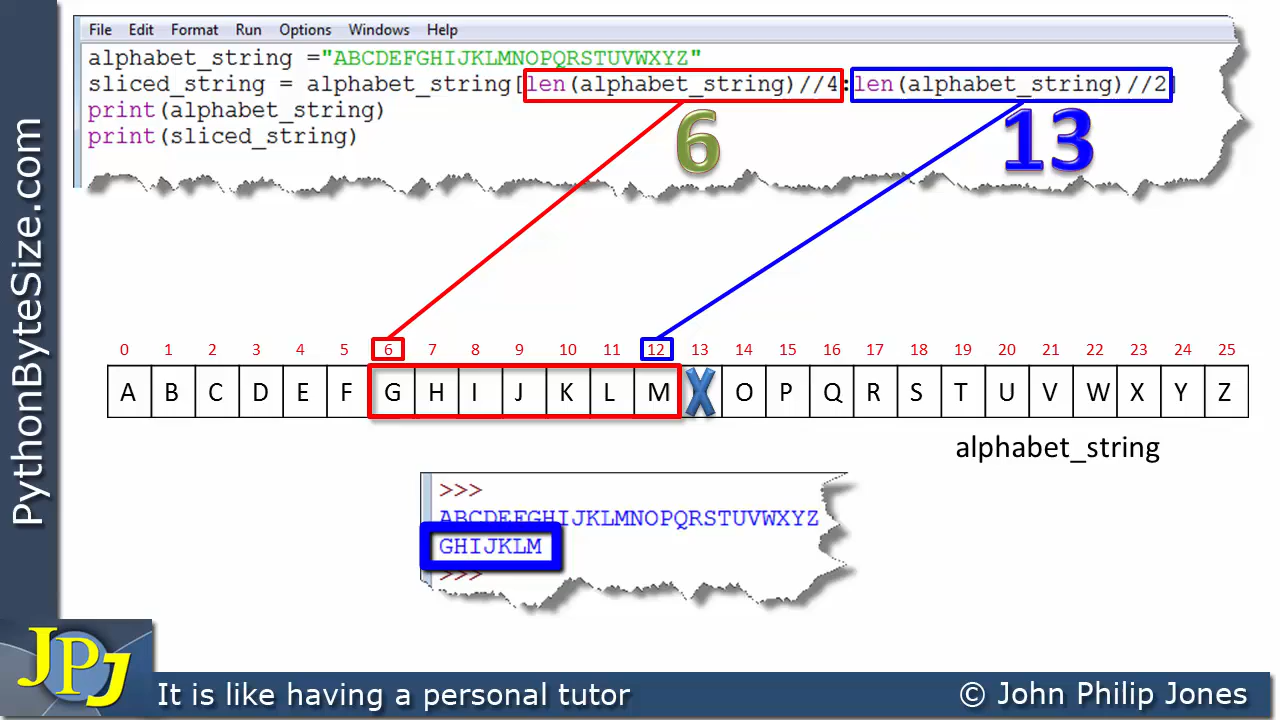 File Edit Format Run Options Windows Help
alphabet_string ="ABCDEFGHIJKLMNOPQRSTUVWXYZ"
sliced_string = alphabet_string[len(alphabet_string)//4:len(alphabet_string)//2]
print(alphabet_string)
print(sliced_string)
6 13
0 1 2 3 4 5 6 7 8 9 10 11 12 13 14 15 16 17 18 19 20 21 22 23 24 25
A B C D E F G H I J K L M X O P Q R S T U V W X Y Z
alphabet_string
>>>
ABCDEFGHIJKLMNOPQRSTUVWXYZ
GHIJKLM
>>>
PythonByteSize.com
JPJ
It is like having a personal tutor
© John Philip Jones